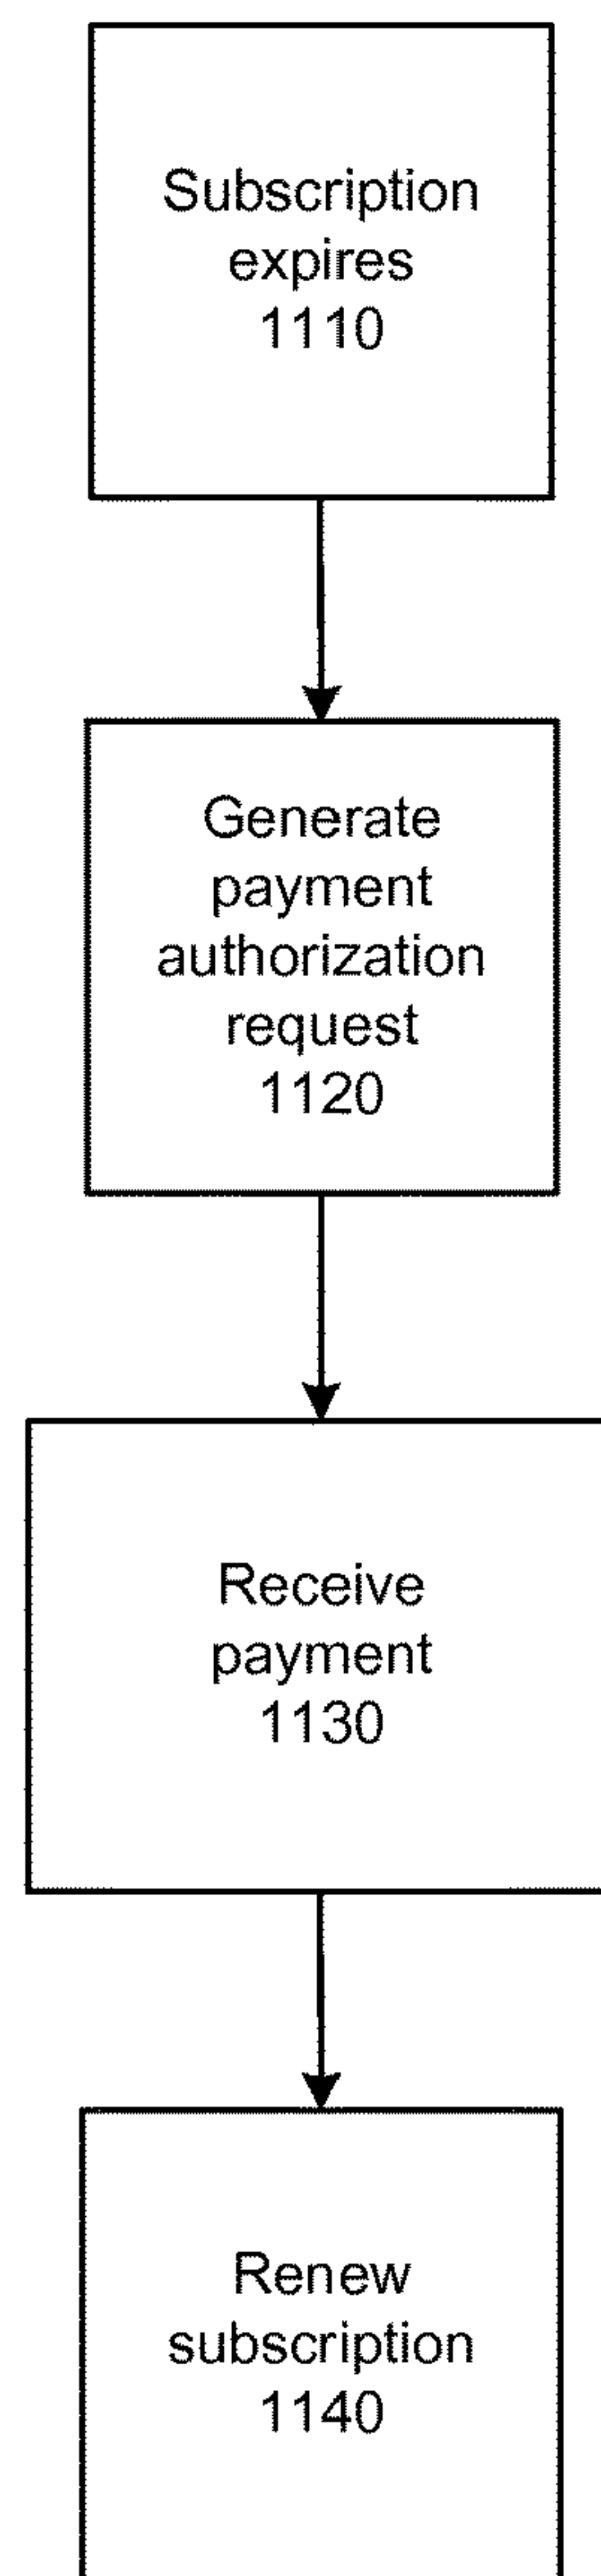 Subscription
expires
1110
Generate
payment
authorization
request
1120
Receive
payment
1130
Renew
subscription
1140